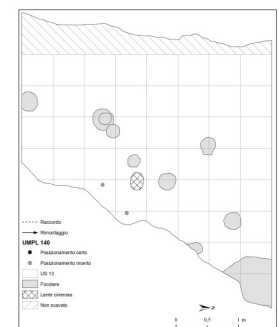 Raccordo
Rimontaggio
UMPL 140
Posizionamento certo
Posizionamento incerto
US 13
Focolare
Lente cinerosa
Non scavato
0 0,5 1 m